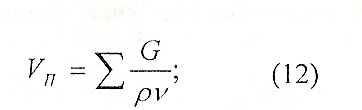 V_П = ∑ G/ρν; (12)